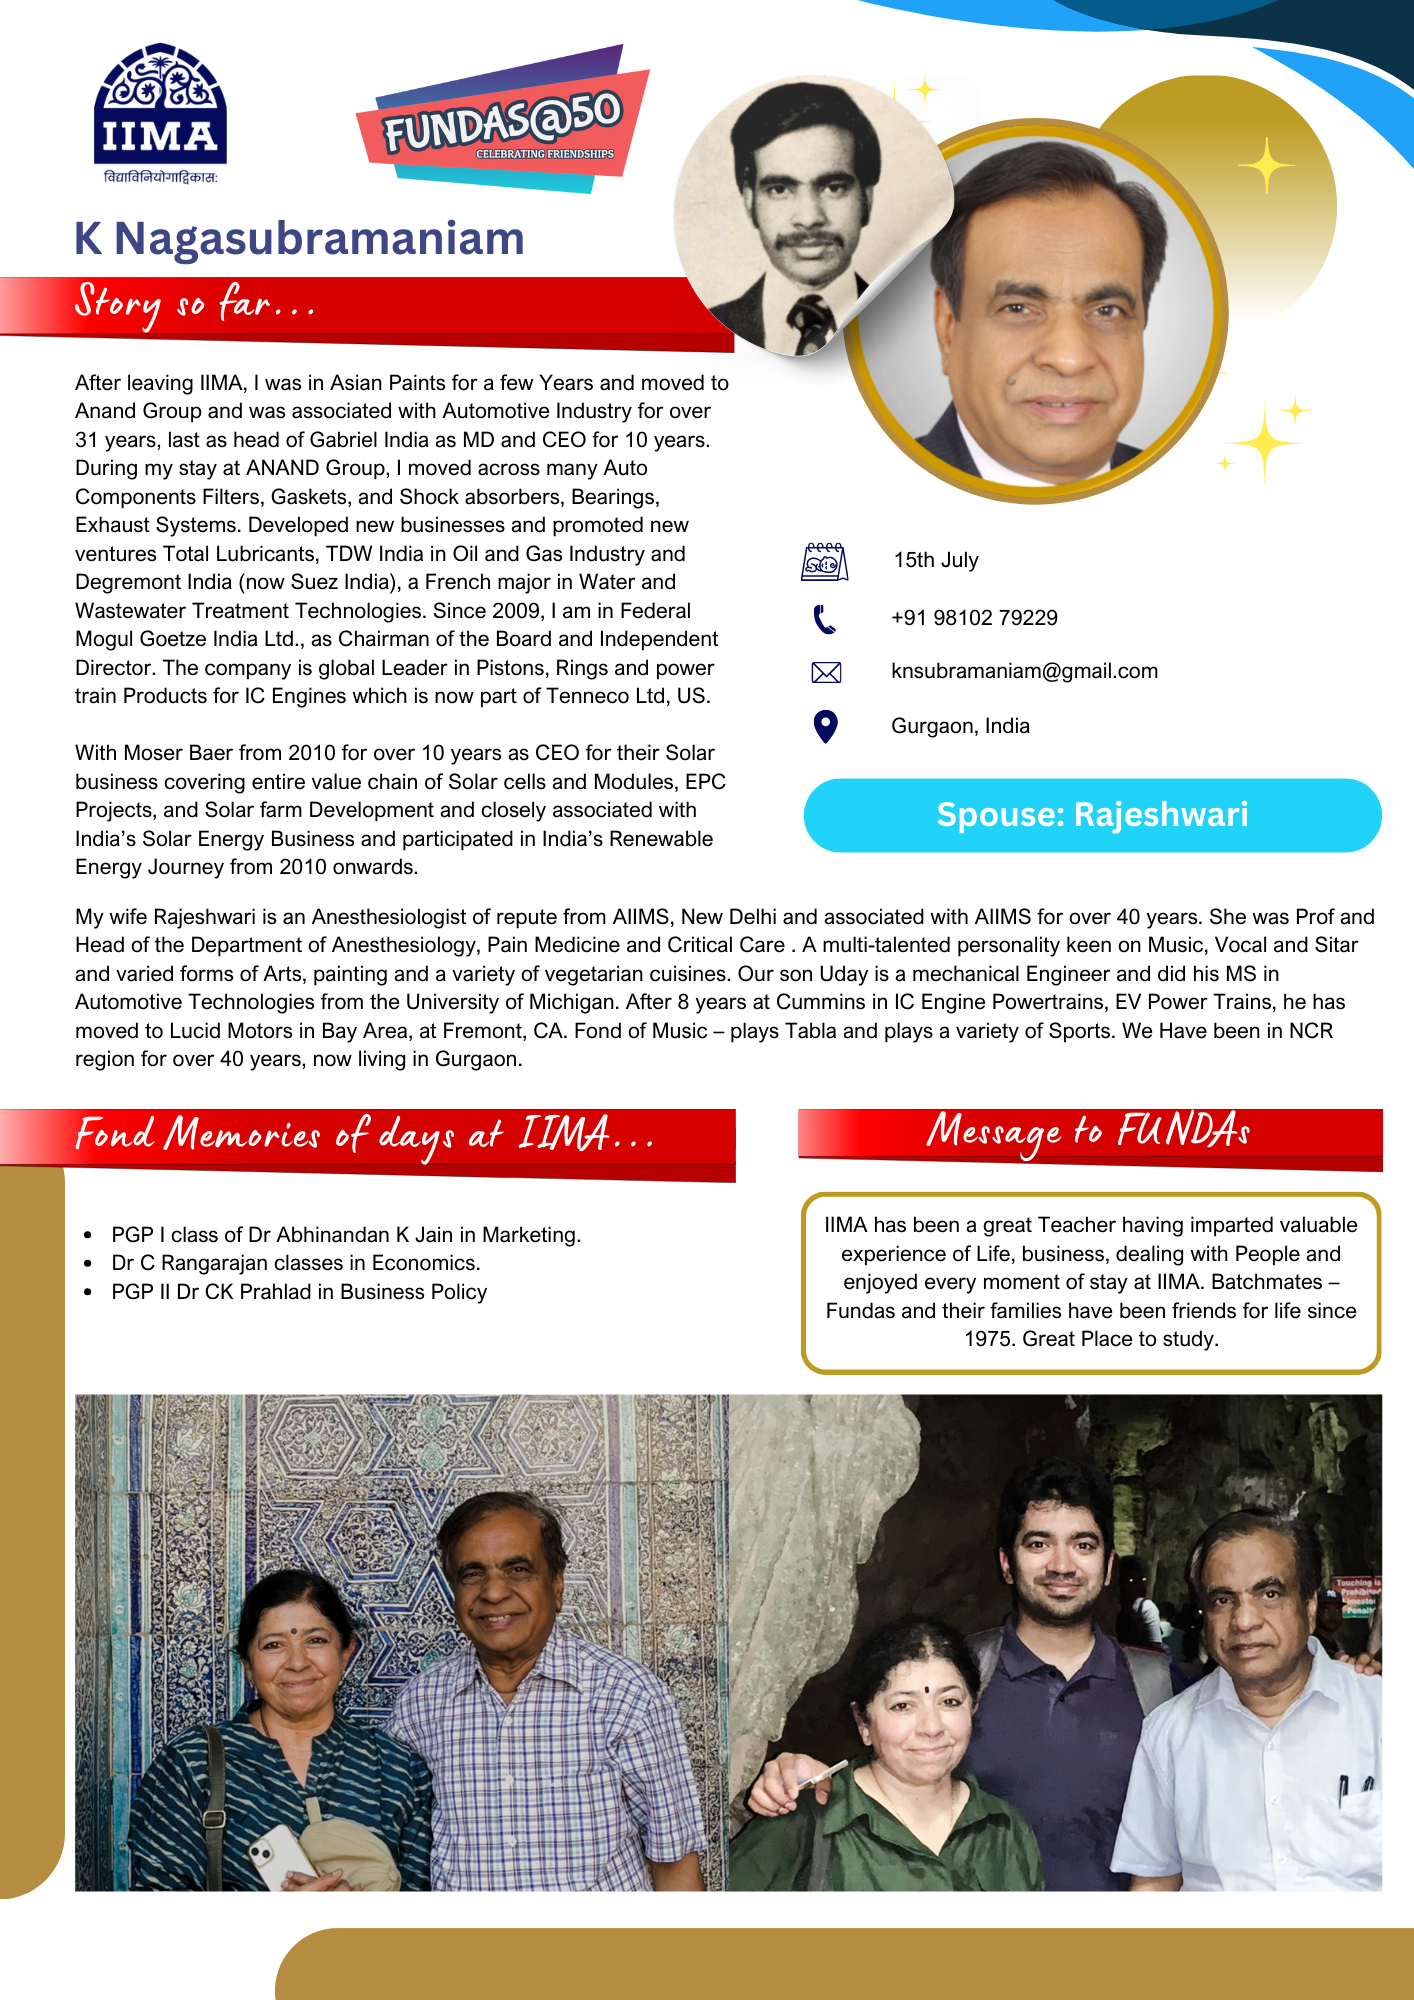 IIMA
विद्याविनियोगाद्विकास:
FUNDAS@50
CELEBRATING FRIENDSHIPS
K Nagasubramaniam
Story so far...
After leaving IIMA, I was in Asian Paints for a few Years and moved to
Anand Group and was associated with Automotive Industry for over
31 years, last as head of Gabriel India as MD and CEO for 10 years.
During my stay at ANAND Group, I moved across many Auto
Components Filters, Gaskets, and Shock absorbers, Bearings,
Exhaust Systems. Developed new businesses and promoted new
ventures Total Lubricants, TDW India in Oil and Gas Industry and
Degremont India (now Suez India), a French major in Water and
Wastewater Treatment Technologies. Since 2009, I am in Federal
Mogul Goetze India Ltd., as Chairman of the Board and Independent
Director. The company is global Leader in Pistons, Rings and power
train Products for IC Engines which is now part of Tenneco Ltd, US.
With Moser Baer from 2010 for over 10 years as CEO for their Solar
business covering entire value chain of Solar cells and Modules, EPC
Projects, and Solar farm Development and closely associated with
India’s Solar Energy Business and participated in India’s Renewable
Energy Journey from 2010 onwards.
15th July
+91 98102 79229
knsubramaniam@gmail.com
Gurgaon, India
Spouse: Rajeshwari
My wife Rajeshwari is an Anesthesiologist of repute from AIIMS, New Delhi and associated with AIIMS for over 40 years. She was Prof and
Head of the Department of Anesthesiology, Pain Medicine and Critical Care . A multi-talented personality keen on Music, Vocal and Sitar
and varied forms of Arts, painting and a variety of vegetarian cuisines. Our son Uday is a mechanical Engineer and did his MS in
Automotive Technologies from the University of Michigan. After 8 years at Cummins in IC Engine Powertrains, EV Power Trains, he has
moved to Lucid Motors in Bay Area, at Fremont, CA. Fond of Music – plays Tabla and plays a variety of Sports. We Have been in NCR
region for over 40 years, now living in Gurgaon.
Fond Memories of days at IIMA...
• PGP I class of Dr Abhinandan K Jain in Marketing.
• Dr C Rangarajan classes in Economics.
• PGP II Dr CK Prahlad in Business Policy
Message to FUNDAs
IIMA has been a great Teacher having imparted valuable
experience of Life, business, dealing with People and
enjoyed every moment of stay at IIMA. Batchmates –
Fundas and their families have been friends for life since
1975. Great Place to study.
Touching is
Prohibited